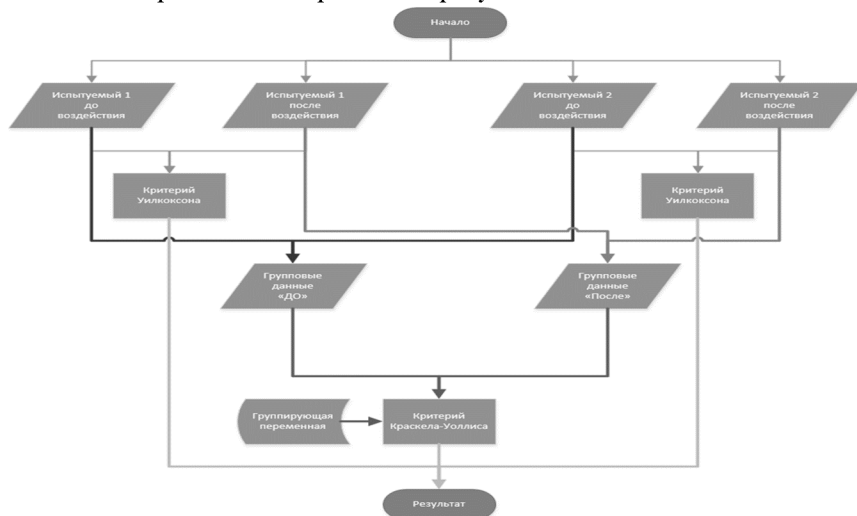 Начало
Испытуемый 1
до
воздействия
Испытуемый 1
после
воздействия
Испытуемый 2
до
воздействия
Испытуемый 2
после
воздействия
Критерий
Уилкоксона
Критерий
Уилкоксона
Групповые
данные
«ДО»
Групповые
данные
«После»
Группирующая
переменная
Критерий
Краскела-Уоллиса
Результат